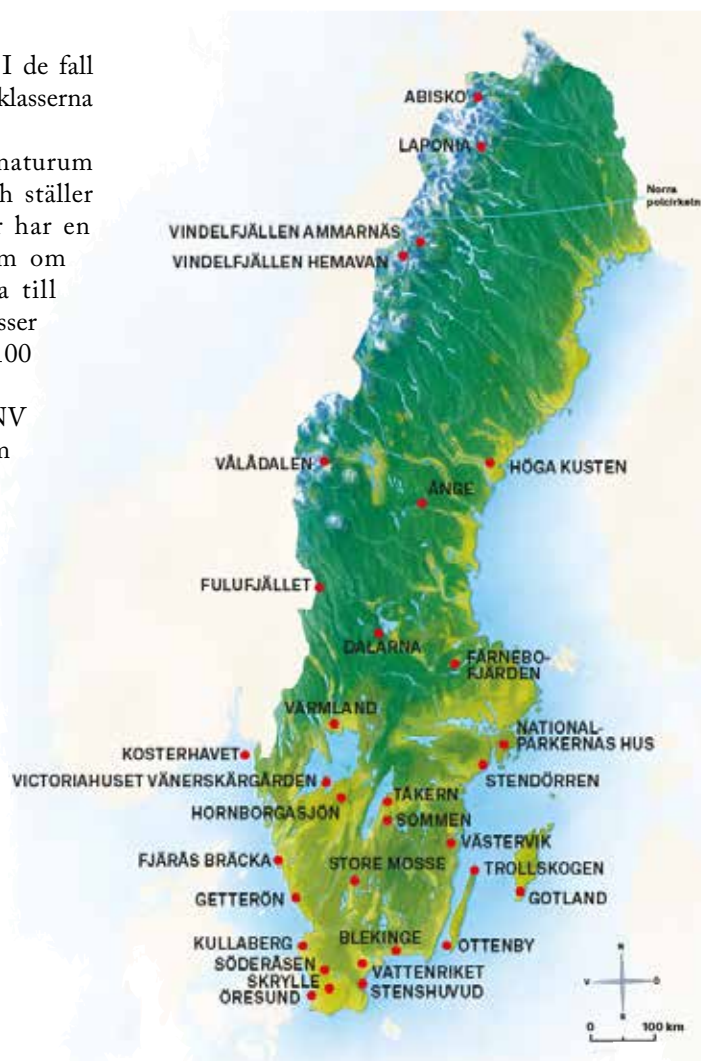 I de fall
klasserna
naturum
h ställer
r har en
m om
a till
sser
100
NV
n
ABISKO
LAPONIA
Norra
polcirkeln
VINDELFJÄLLEN AMMARNÄS
VINDELFJÄLLEN HEMAVAN
VÅLÅDALEN
HÖGA KUSTEN
ÅNGE
FULUFJÄLLET
DALARNA
FÄRNEBO-
FJÄRDEN
VÄRMLAND
NATIONAL-
PARKERNAS HUS
KOSTERHAVET
VICTORIAHUSET VÄNERSKÄRGÅRDEN
STENDÖRREN
HORNBORGASJÖN
TÅKERN
SOMMEN
VÄSTERVIK
FJÄRÅS BRÄCKA
STORE MOSSE
TROLLSKOGEN
GETTERÖN
GOTLAND
KULLABERG
BLEKINGE
OTTENBY
SÖDERÅSEN
VATTENRIKET
SKRYLLE
STENSHUVUD
ÖRESUND
N
V
Ö
S
0 100 km